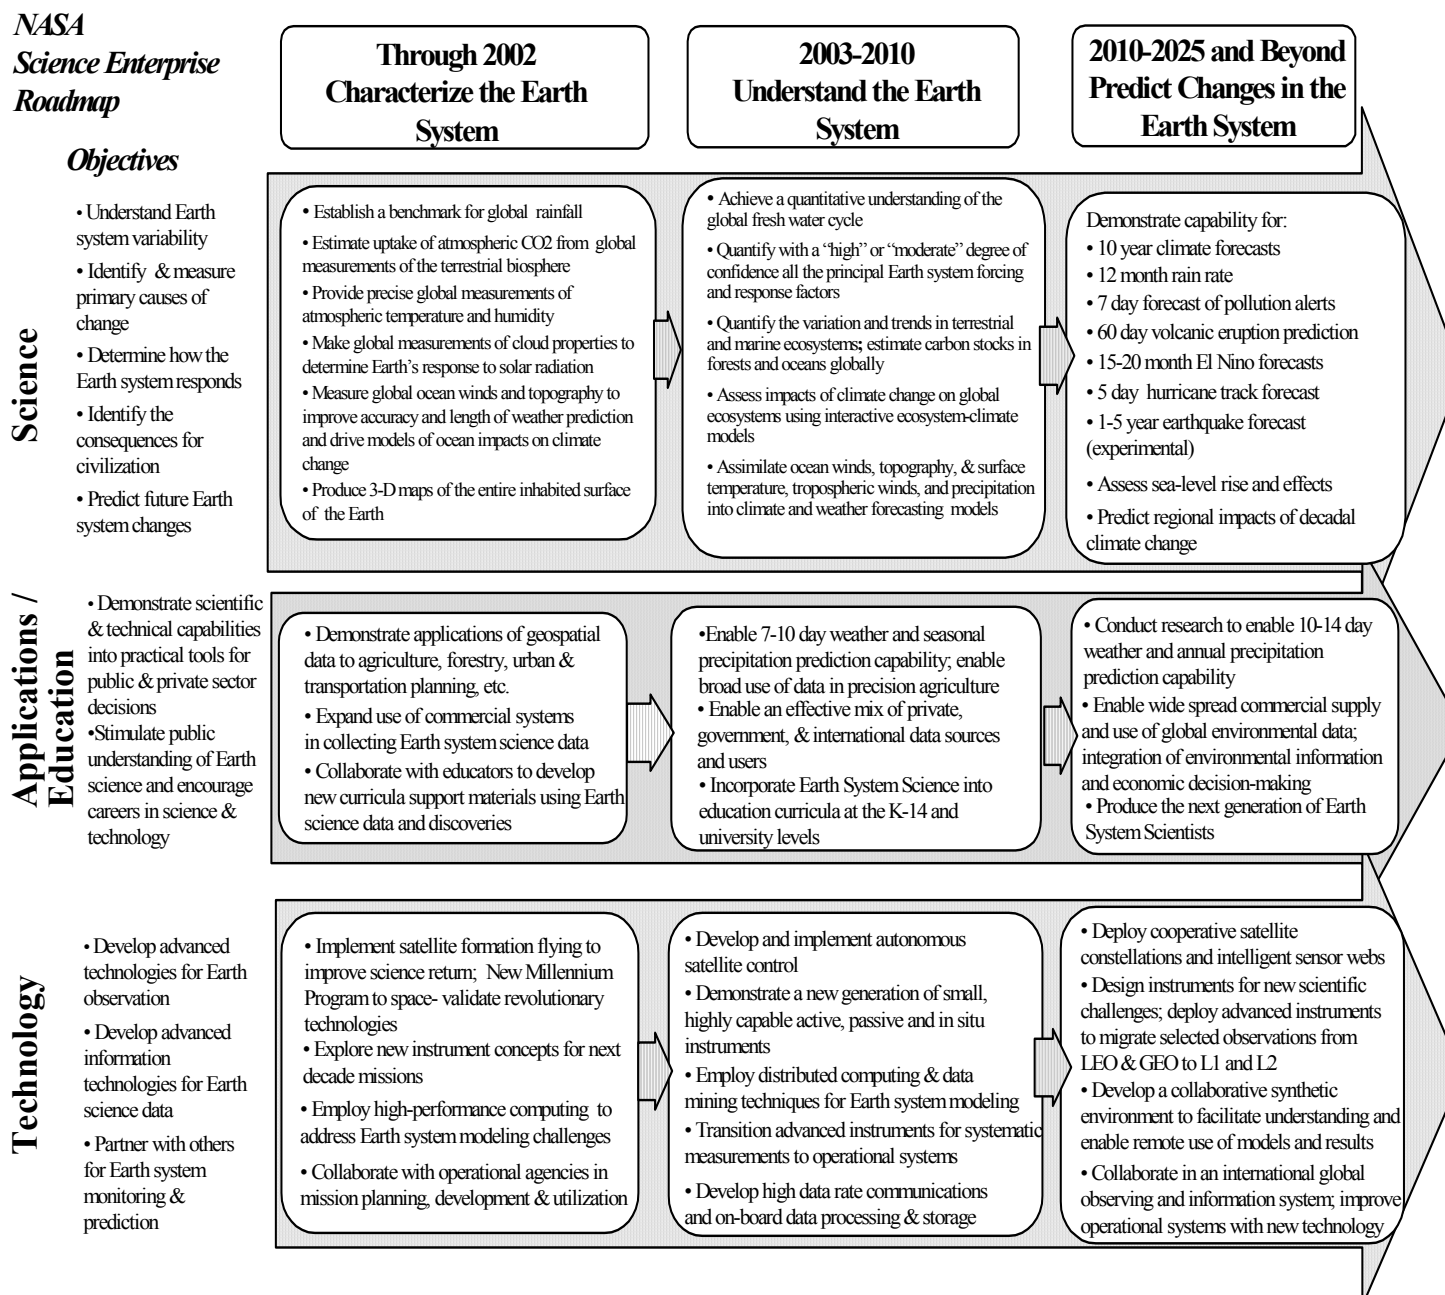 NASA
Science Enterprise
Roadmap
Through 2002
Characterize the Earth
System
2003-2010
Understand the Earth
System
2010-2025 and Beyond
Predict Changes in the
Earth System
Objectives
Science
• Understand Earth
system variability
• Identify & measure
primary causes of
change
• Determine how the
Earth system responds
• Identify the
consequences for
civilization
• Predict future Earth
system changes
• Establish a benchmark for global rainfall
• Estimate uptake of atmospheric CO2 from global
measurements of the terrestrial biosphere
• Provide precise global measurements of
atmospheric temperature and humidity
• Make global measurements of cloud properties to
determine Earth's response to solar radiation
• Measure global ocean winds and topography to
improve accuracy and length of weather prediction
and drive models of ocean impacts on climate
change
• Produce 3-D maps of the entire inhabited surface
of the Earth
• Achieve a quantitative understanding of the
global fresh water cycle
• Quantify with a “high” or “moderate” degree of
confidence all the principal Earth system forcing
and response factors
• Quantify the variation and trends in terrestrial
and marine ecosystems; estimate carbon stocks in
forests and oceans globally
• Assess impacts of climate change on global
ecosystems using interactive ecosystem-climate
models
• Assimilate ocean winds, topography, & surface
temperature, tropospheric winds, and precipitation
into climate and weather forecasting models
Demonstrate capability for:
• 10 year climate forecasts
• 12 month rain rate
• 7 day forecast of pollution alerts
• 60 day volcanic eruption prediction
• 15-20 month El Nino forecasts
• 5 day hurricane track forecast
• 1-5 year earthquake forecast
(experimental)
• Assess sea-level rise and effects
• Predict regional impacts of decadal
climate change
Applications /
Education
• Demonstrate scientific
& technical capabilities
into practical tools for
public & private sector
decisions
•Stimulate public
understanding of Earth
science and encourage
careers in science &
technology
• Demonstrate applications of geospatial
data to agriculture, forestry, urban &
transportation planning, etc.
• Expand use of commercial systems
in collecting Earth system science data
• Collaborate with educators to develop
new curricula support materials using Earth
science data and discoveries
•Enable 7-10 day weather and seasonal
precipitation prediction capability; enable
broad use of data in precision agriculture
• Enable an effective mix of private,
government, & international data sources
and users
• Incorporate Earth System Science into
education curricula at the K-14 and
university levels
• Conduct research to enable 10-14 day
weather and annual precipitation
prediction capability
• Enable wide spread commercial supply
and use of global environmental data;
integration of environmental information
and economic decision-making
• Produce the next generation of Earth
System Scientists
Technology
• Develop advanced
technologies for Earth
observation
• Develop advanced
information
technologies for Earth
science data
• Partner with others
for Earth system
monitoring &
prediction
• Implement satellite formation flying to
improve science return; New Millennium
Program to space- validate revolutionary
technologies
• Explore new instrument concepts for next
decade missions
• Employ high-performance computing to
address Earth system modeling challenges
• Collaborate with operational agencies in
mission planning, development & utilization
• Develop and implement autonomous
satellite control
• Demonstrate a new generation of small,
highly capable active, passive and in situ
instruments
• Employ distributed computing & data
mining techniques for Earth system modeling
• Transition advanced instruments for systematic
measurements to operational systems
• Develop high data rate communications
and on-board data processing & storage
• Deploy cooperative satellite
constellations and intelligent sensor webs
• Design instruments for new scientific
challenges; deploy advanced instruments
to migrate selected observations from
LEO & GEO to L1 and L2
• Develop a collaborative synthetic
environment to facilitate understanding and
enable remote use of models and results
• Collaborate in an international global
observing and information system; improve
operational systems with new technology